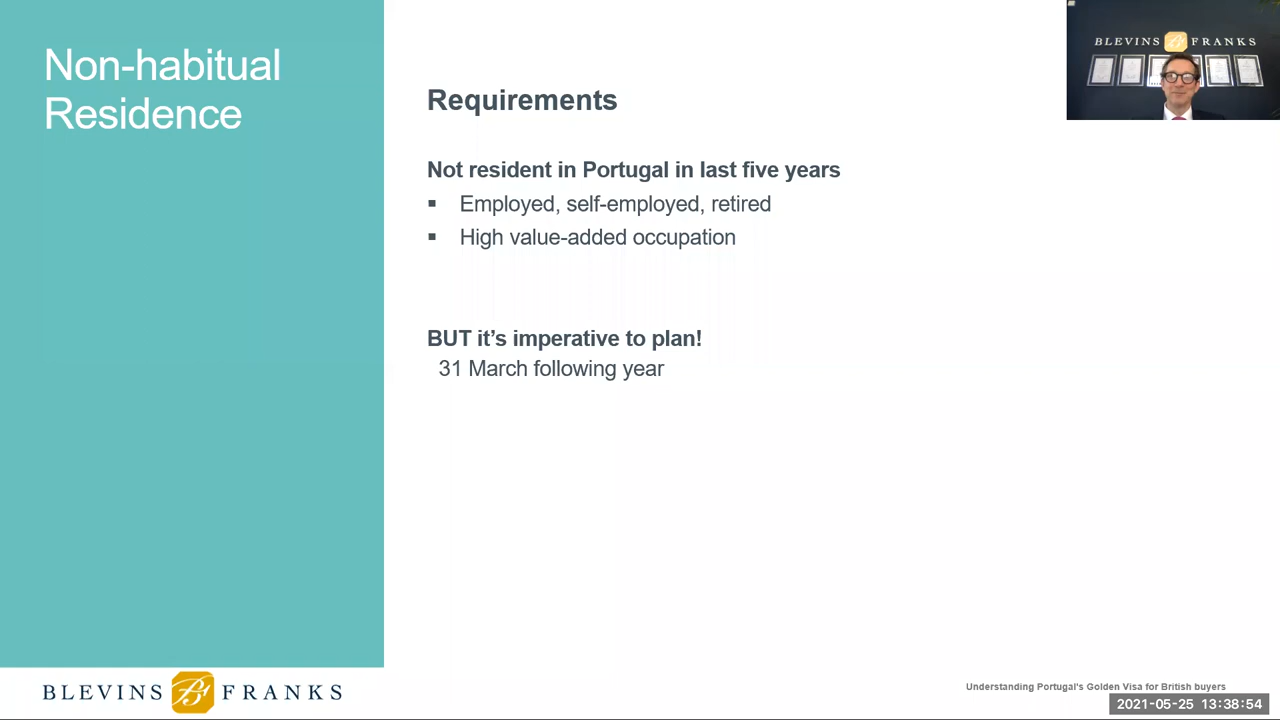 Non-habitual
Residence
Requirements
Not resident in Portugal in last five years
▪ Employed, self-employed, retired
▪ High value-added occupation
BUT it's imperative to plan!
31 March following year
BLEVINS FRANKS
BLEVINS FRANKS
Understanding Portugal's Golden Visa for British buyers
2021-05-25 13:38:54